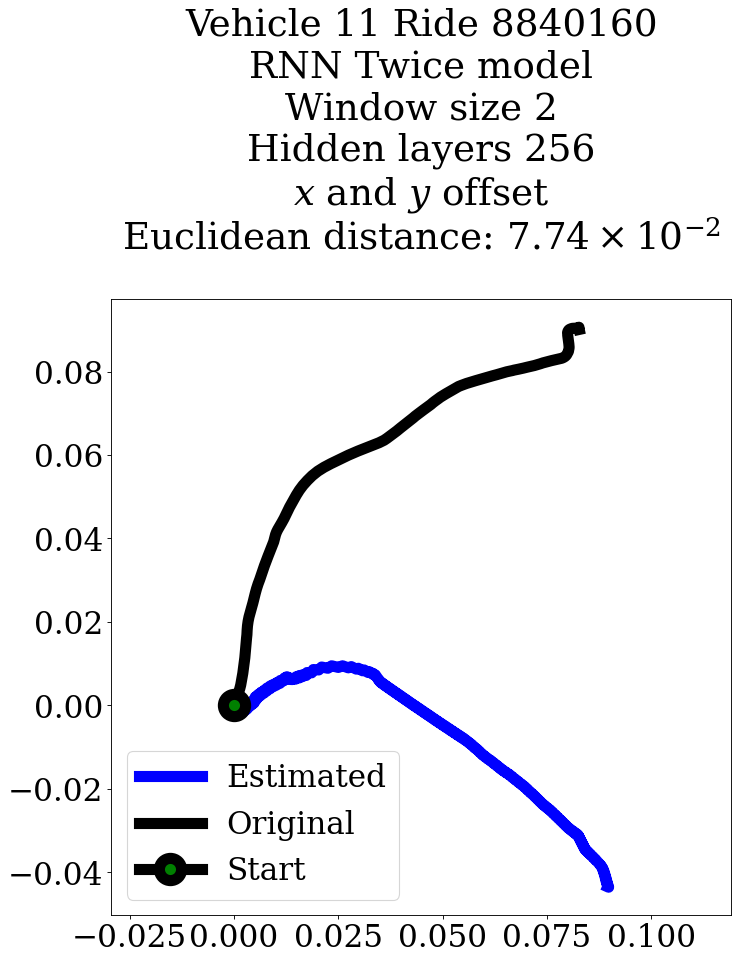 Vehicle 11 Ride 8840160
RNN Twice model
Window size 2
Hidden layers 256
x and y offset
Euclidean distance: 7.74 × 10⁻²
0.08
0.06
0.04
0.02
0.00
−0.02
−0.04
Estimated
Original
Start
−0.025 0.000 0.025 0.050 0.075 0.100